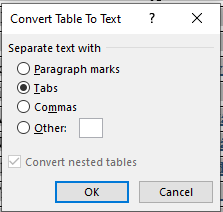 Convert Table To Text ? ×
Separate text with
Paragraph marks
Tabs
Commas
Other:
Convert nested tables
OK Cancel